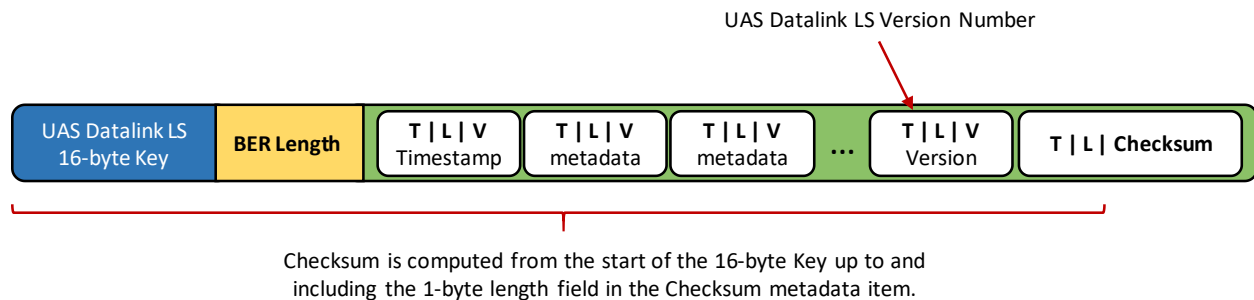 UAS Datalink LS Version Number
UAS Datalink LS
16-byte Key
BER Length
T | L | V
Timestamp
T | L | V
metadata
T | L | V
metadata
...
T | L | V
Version
T | L | Checksum
Checksum is computed from the start of the 16-byte Key up to and
including the 1-byte length field in the Checksum metadata item.